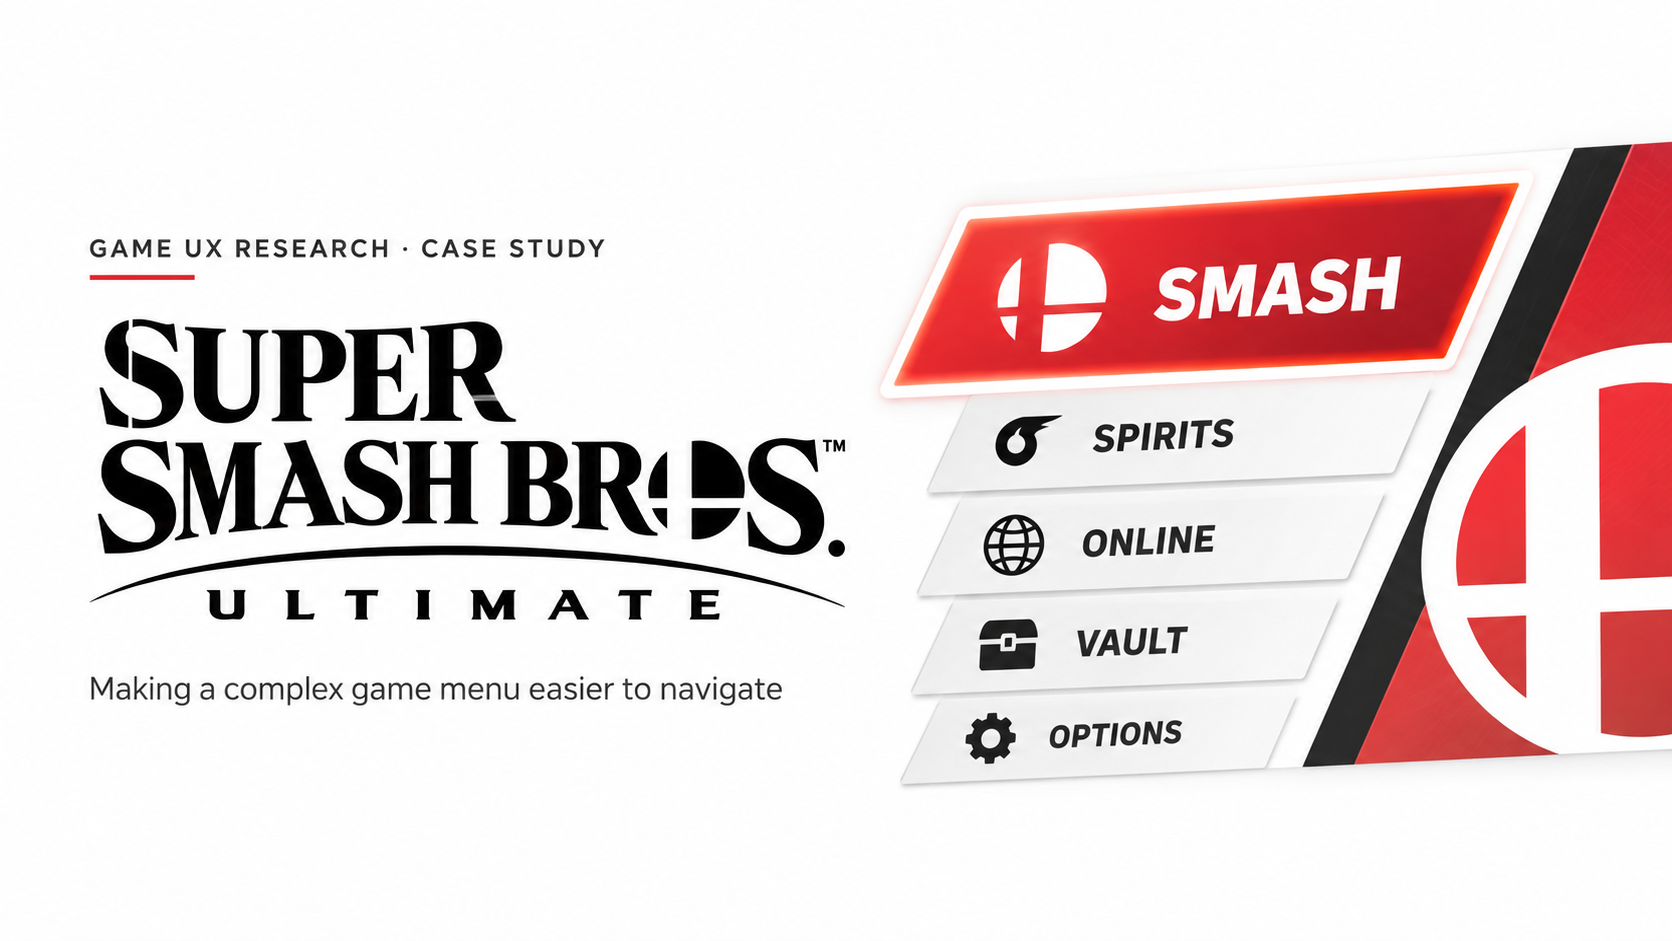 GAME UX RESEARCH · CASE STUDY
SUPER
SMASH BROS.™
ULTIMATE
Making a complex game menu easier to navigate
SMASH
SPIRITS
ONLINE
VAULT
OPTIONS